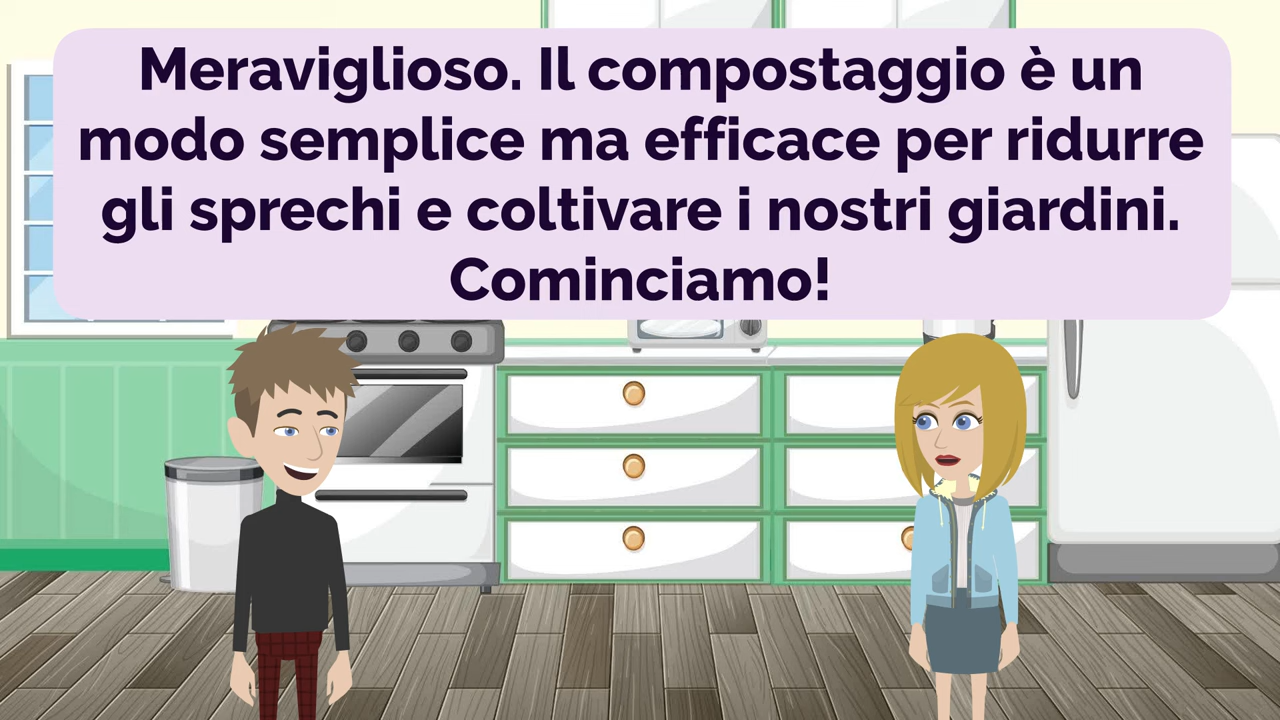 Meraviglioso. Il compostaggio è un
modo semplice ma efficace per ridurre
gli sprechi e coltivare i nostri giardini.
Cominciamo!